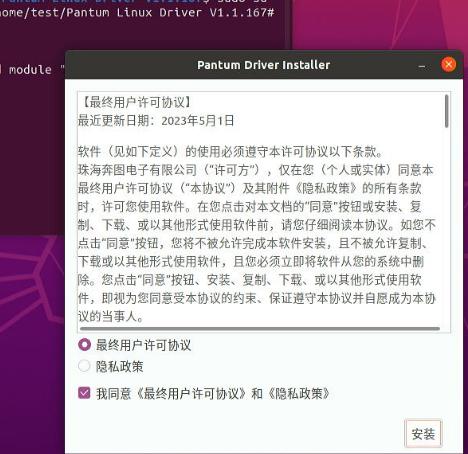 Pantum Linux Driver V1.1.167$ sudo su
home/test/Pantum Linux Driver V1.1.167#
d module "
Pantum Driver Installer
【最终用户许可协议】
最近更新日期：2023年5月1日
软件（见如下定义）的使用必须遵守本许可协议以下条款。
珠海奔图电子有限公司（“许可方”），仅在您（个人或实体）同意本
最终用户许可协议（“本协议”）及其附件《隐私政策》的所有条款
时，许可您使用软件。在您点击对本文档的”同意”按钮或安装、复
制、下载、或以其他形式使用软件前，请您仔细阅读本协议。如您不
点击”同意”按钮，您将不被允许完成本软件安装，且不被允许复制、
下载或以其他形式使用软件，且您必须立即将软件从您的系统中删
除。您点击”同意”按钮、安装、复制、下载、或以其他形式使用软
件，即视为您同意受本协议的约束、保证遵守本协议并自愿成为本协
议的当事人。
最终用户许可协议
隐私政策
我同意《最终用户许可协议》和《隐私政策》
安装